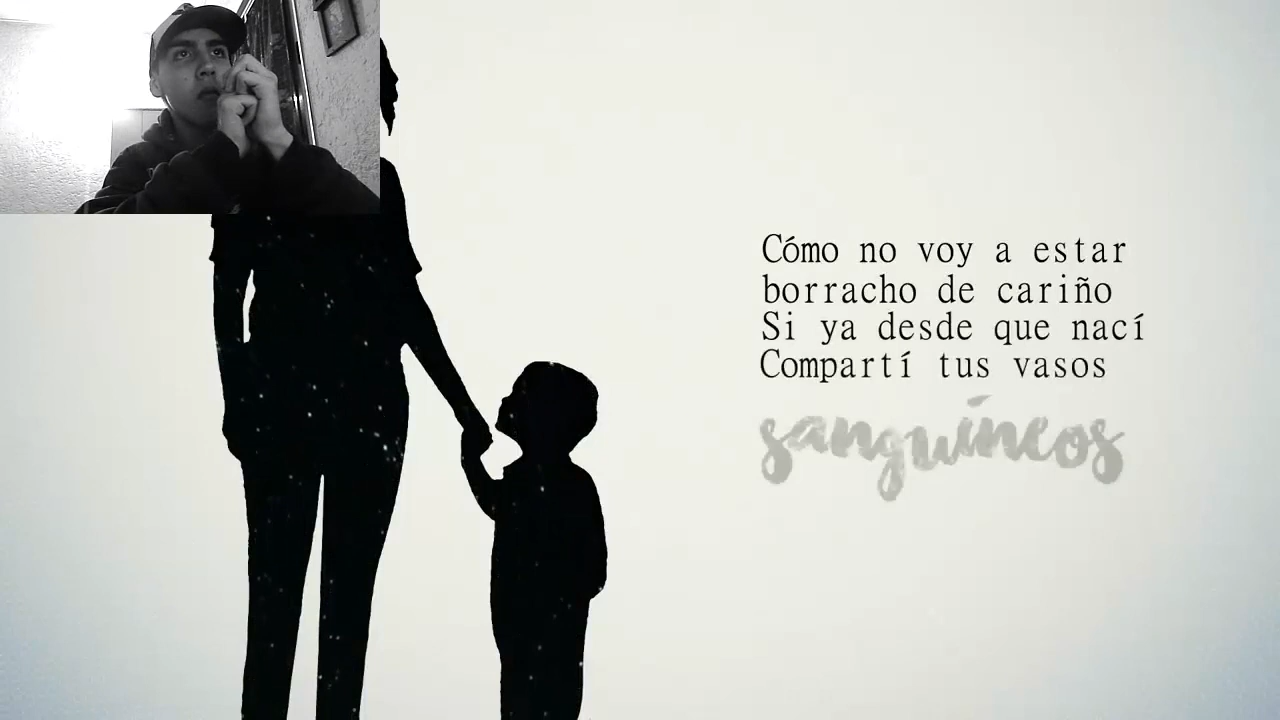 Cómo no voy a estar
borracho de cariño
Si ya desde que nací
Compartí tus vasos
sanguíneos